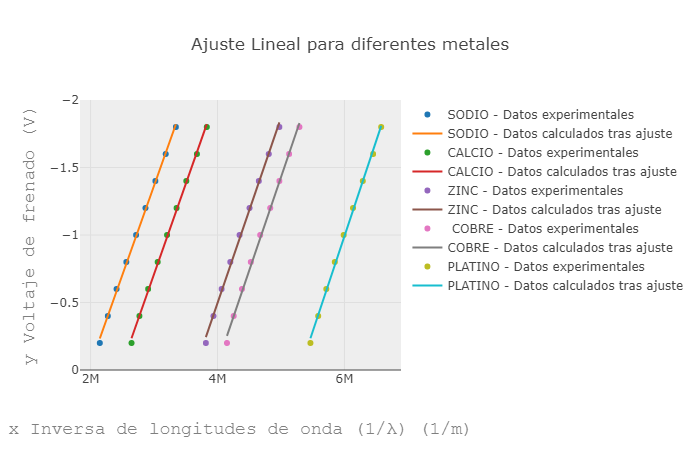 Ajuste Lineal para diferentes metales
y Voltaje de frenado (V)
−2
−1.5
−1
−0.5
0
2M
4M
6M
x Inversa de longitudes de onda (1/λ) (1/m)
SODIO - Datos experimentales
SODIO - Datos calculados tras ajuste
CALCIO - Datos experimentales
CALCIO - Datos calculados tras ajuste
ZINC - Datos experimentales
ZINC - Datos calculados tras ajuste
COBRE - Datos experimentales
COBRE - Datos calculados tras ajuste
PLATINO - Datos experimentales
PLATINO - Datos calculados tras ajuste